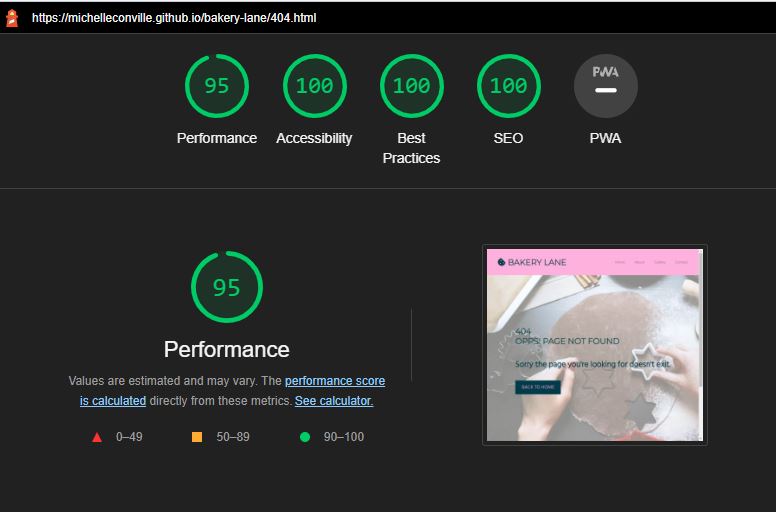 https://michelleconville.github.io/bakery-lane/404.html
95
100
100
100
PWA
Performance
Accessibility
Best
Practices
SEO
PWA
95
Performance
Values are estimated and may vary. The performance score
is calculated directly from these metrics. See calculator.
0–49
50–89
90–100
BAKERY LANE
Home About Gallery Contact
404
OPPS! PAGE NOT FOUND
Sorry the page you're looking for doesn't exit.
BACK TO HOME